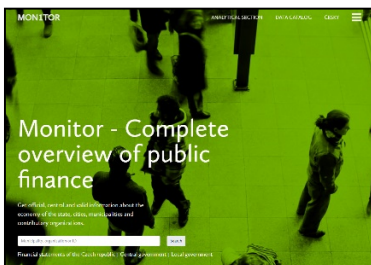 MONITOR
ANALYTICAL SECTION DATA CATALOG ČESKY
Monitor - Complete
overview of public
finance
Get official, central and valid information about the
economy of the state, cities, municipalities and
contributory organizations.
Financial statements of the Czech republic | Central government | Local government